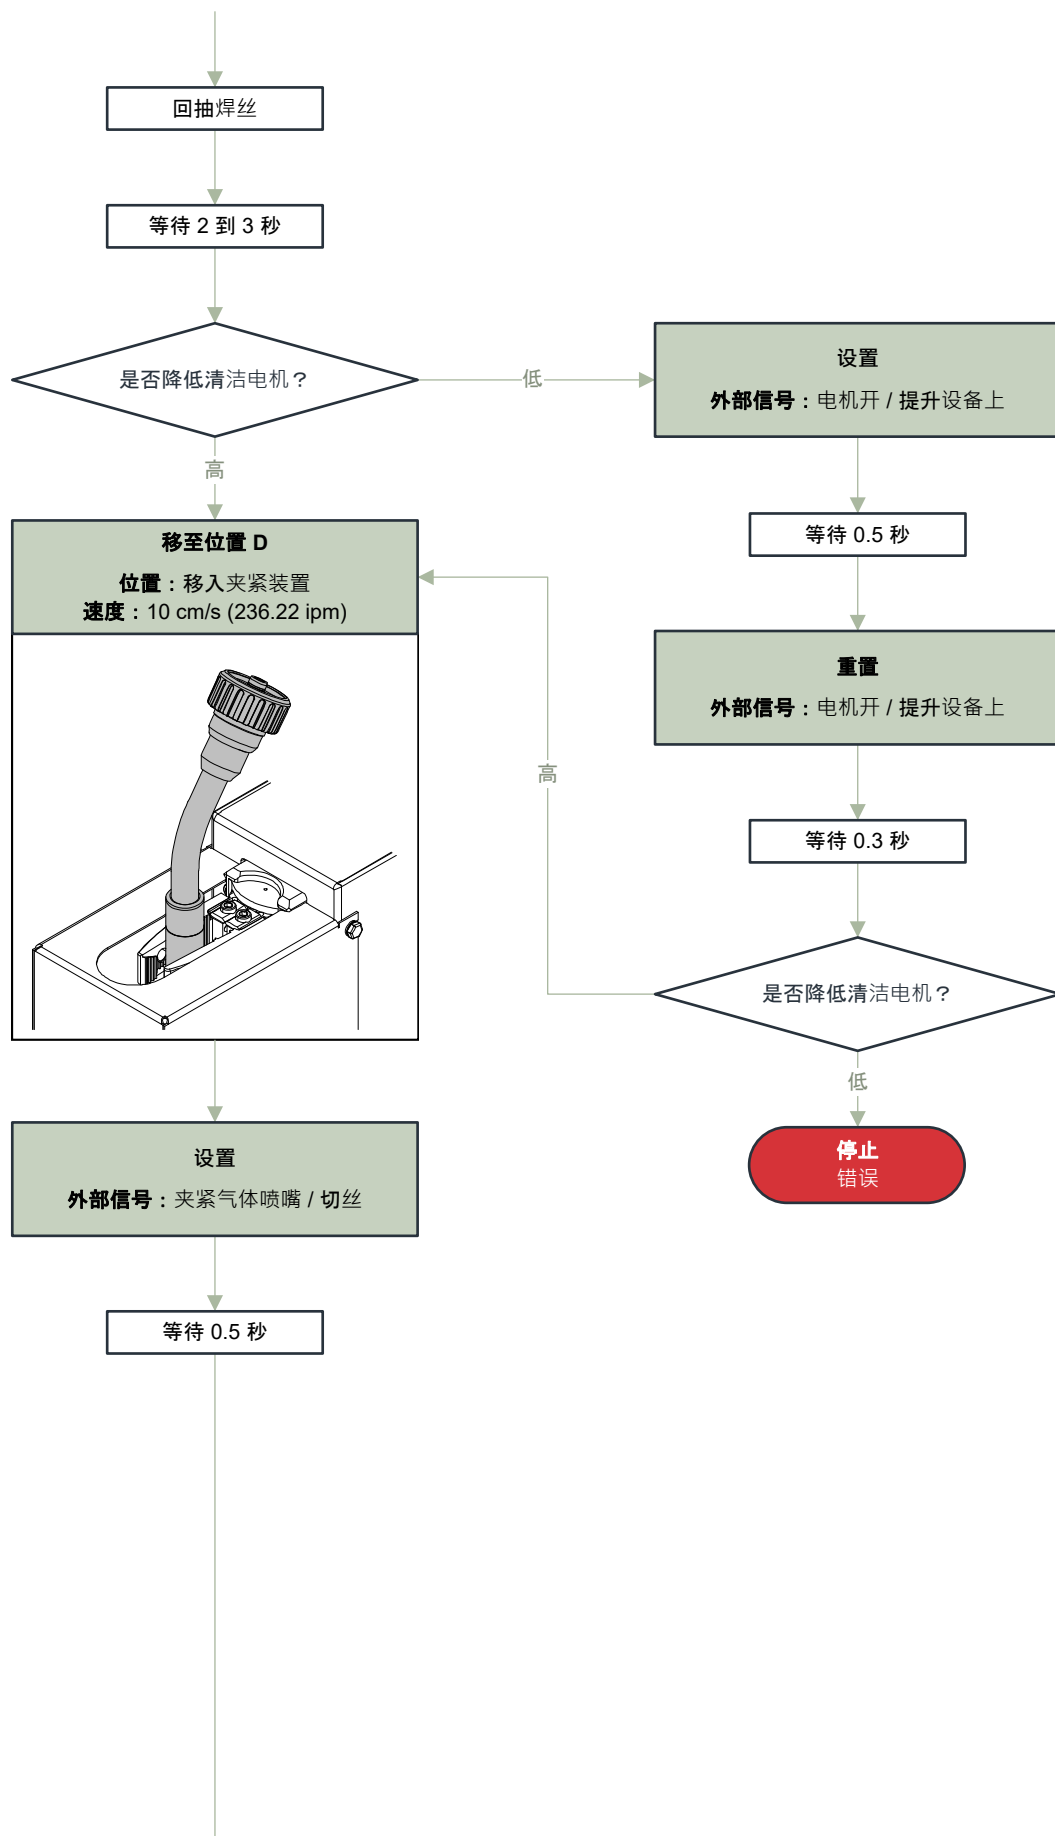 回抽焊丝
等待 2 到 3 秒
是否降低清洁电机？
低
高
移至位置 D
位置：移入夹紧装置
速度：10 cm/s (236.22 ipm)
设置
外部信号：夹紧气体喷嘴 / 切丝
等待 0.5 秒
设置
外部信号：电机开 / 提升设备上
等待 0.5 秒
重置
外部信号：电机开 / 提升设备上
等待 0.3 秒
是否降低清洁电机？
高
低
停止
错误